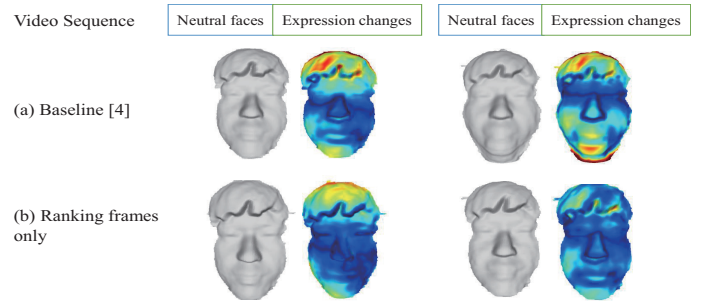 Video Sequence
Neutral faces Expression changes Neutral faces Expression changes
(a) Baseline [4]
(b) Ranking frames
only